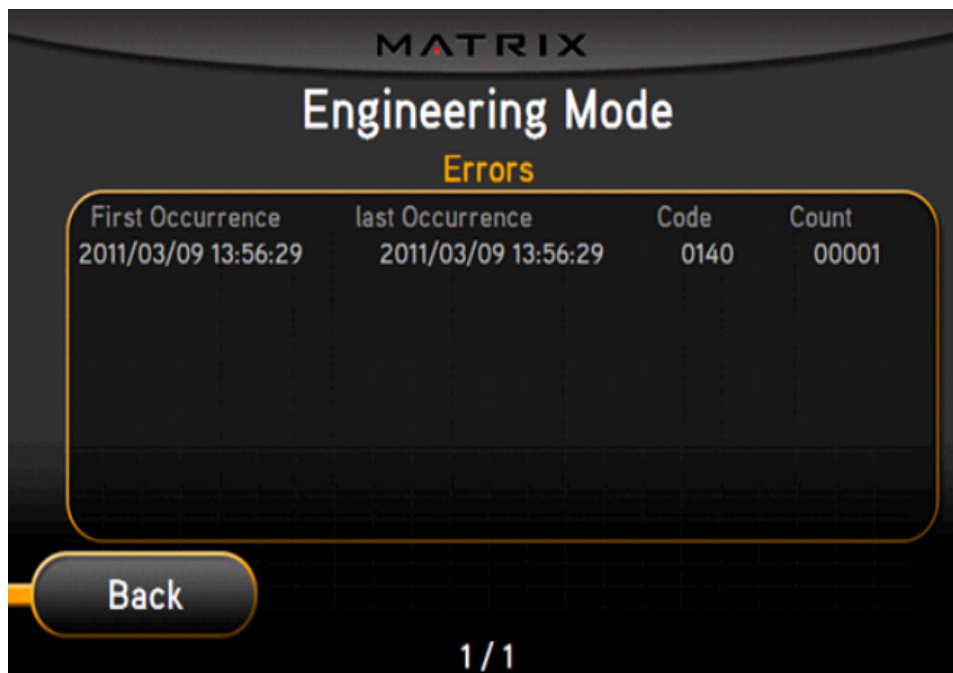 MATRIX
Engineering Mode
Errors
First Occurrence last Occurrence Code Count
2011/03/09 13:56:29 2011/03/09 13:56:29 0140 00001
Back
1 / 1